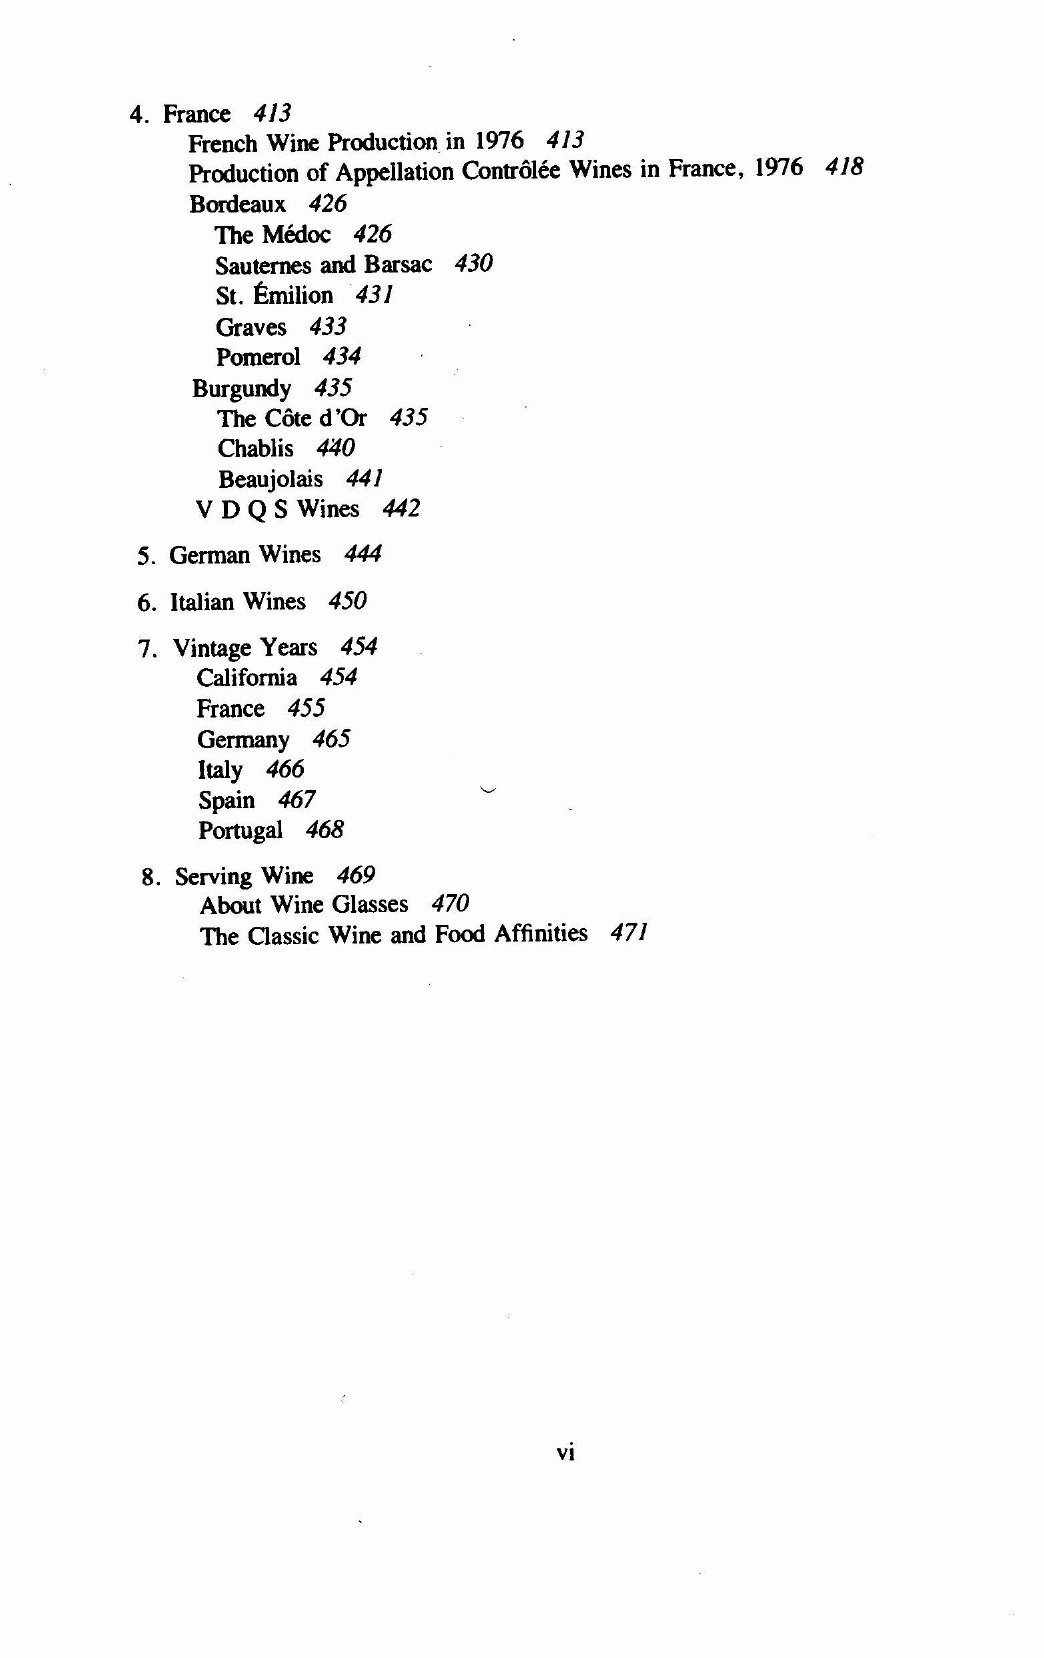 4. France 413
French Wine Production in 1976 413
Production of Appellation Contrôlée Wines in France, 1976 418
Bordeaux 426
The Médoc 426
Sauternes and Barsac 430
St. Émilion 431
Graves 433
Pomerol 434
Burgundy 435
The Côte d'Or 435
Chablis 440
Beaujolais 441
V D Q S Wines 442
5. German Wines 444
6. Italian Wines 450
7. Vintage Years 454
California 454
France 455
Germany 465
Italy 466
Spain 467
Portugal 468
8. Serving Wine 469
About Wine Glasses 470
The Classic Wine and Food Affinities 471
vi